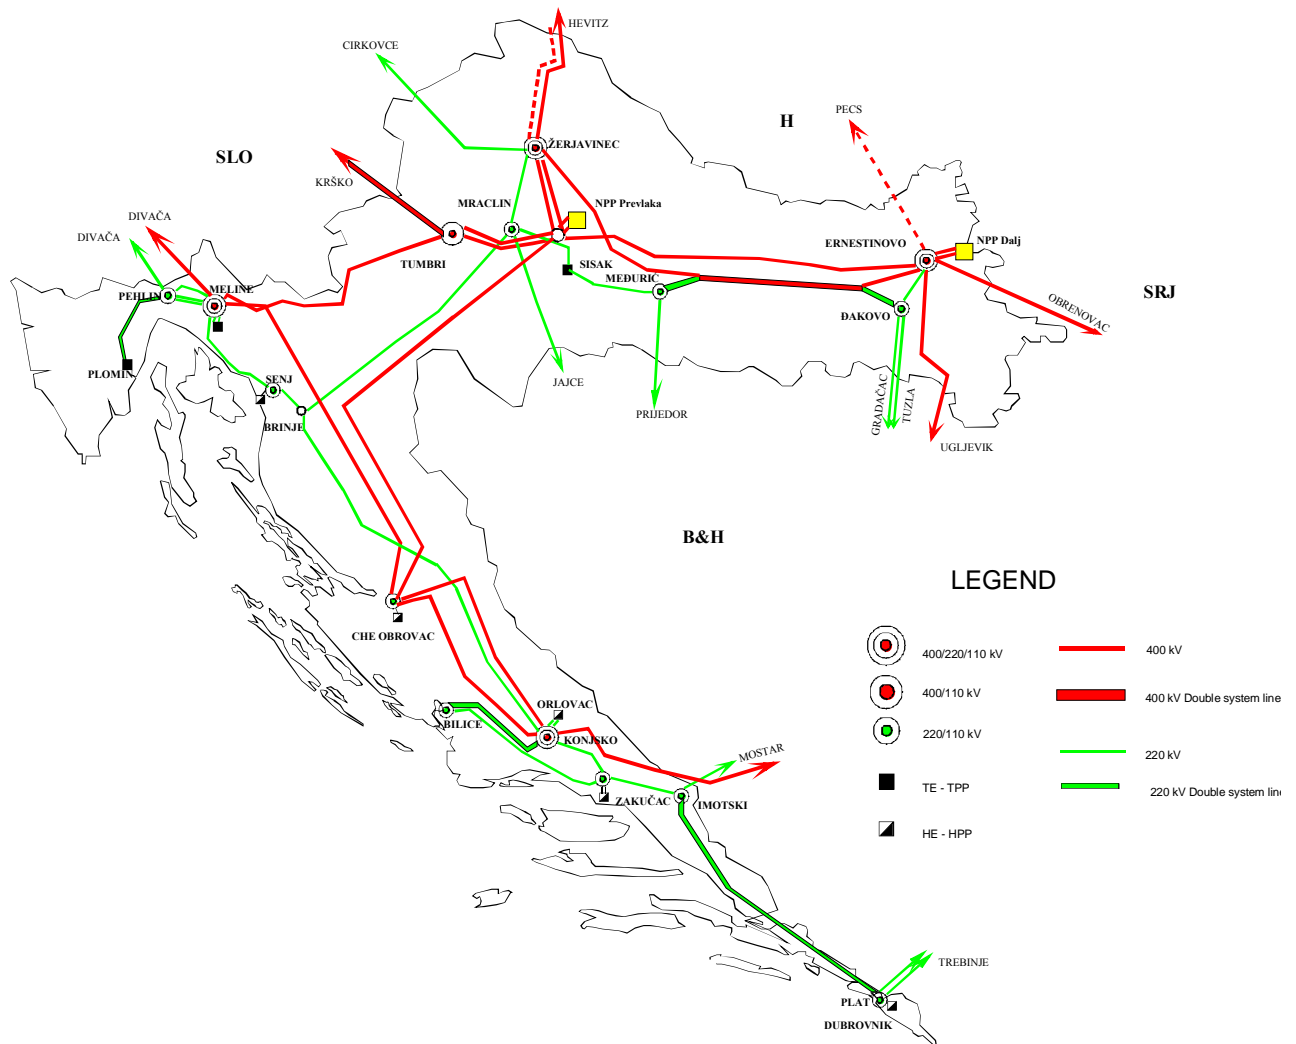 HEVITZ
CIRKOVCE
PECS
H
ŽERJAVINEC
SLO
KRŠKO
MRACLIN
NPP Prevlaka
DIVAČA
DIVAČA
ERNESTINOVO
NPP Dalj
TUMBRI
SISAK
MEĐURIĆ
PEHLIN
MELINE
OBRENOVAC
SRJ
ĐAKOVO
PLOMIN
SENJ
JAJCE
BRINJE
PRIJEDOR
GRADAČAC
TUZLA
UGLJEVIK
B&H
LEGEND
CHE OBROVAC
400/220/110 kV
400 kV
400/110 kV
400 kV Double system line
220/110 kV
220 kV
TE - TPP
220 kV Double system
HE - HPP
ORLOVAC
BILICE
KONJSKO
MOSTAR
ZAKUČAC
IMOTSKI
TREBINJE
PLAT
DUBROVNIK